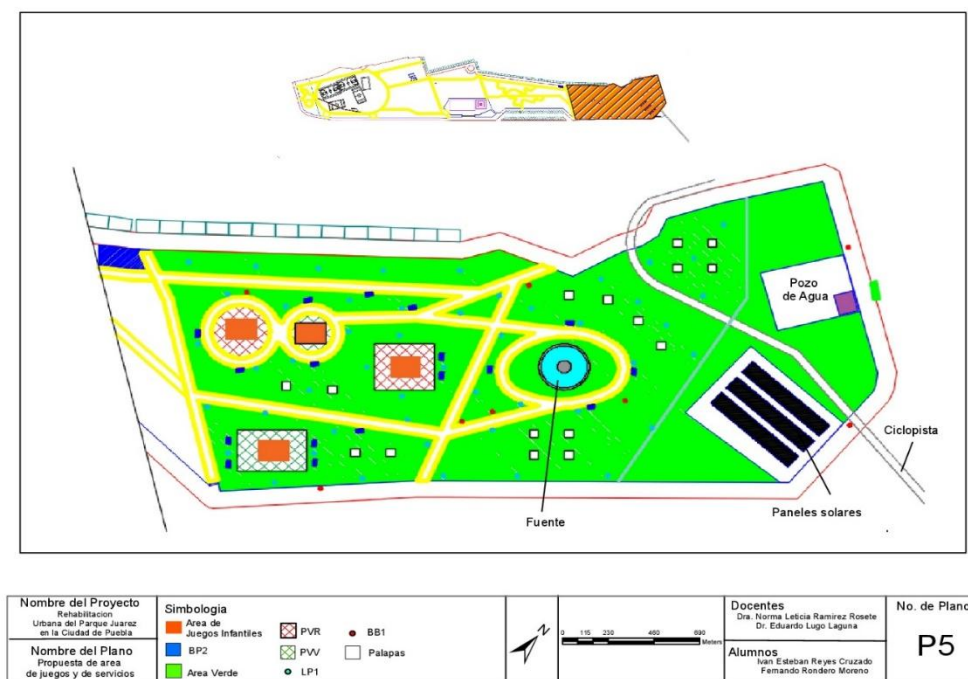 Pozo
de Agua
Ciclopista
Paneles solares
Fuente
Nombre del Proyecto
Rehabilitacion
Urbana del Parque Juarez
en la Ciudad de Puebla
Nombre del Plano
Propuesta de area
de juegos y de servicios
Simbologia
Area de
Juegos Infantiles
BP2
Area Verde
PVR
PVV
LP1
BB1
Palapas
N
0 115 230 460 690
Meters
Docentes
Dra. Norma Leticia Ramirez Rosete
Dr. Eduardo Lugo Laguna
Alumnos
Ivan Esteban Reyes Cruzado
Fernando Rondero Moreno
No. de Plano
P5